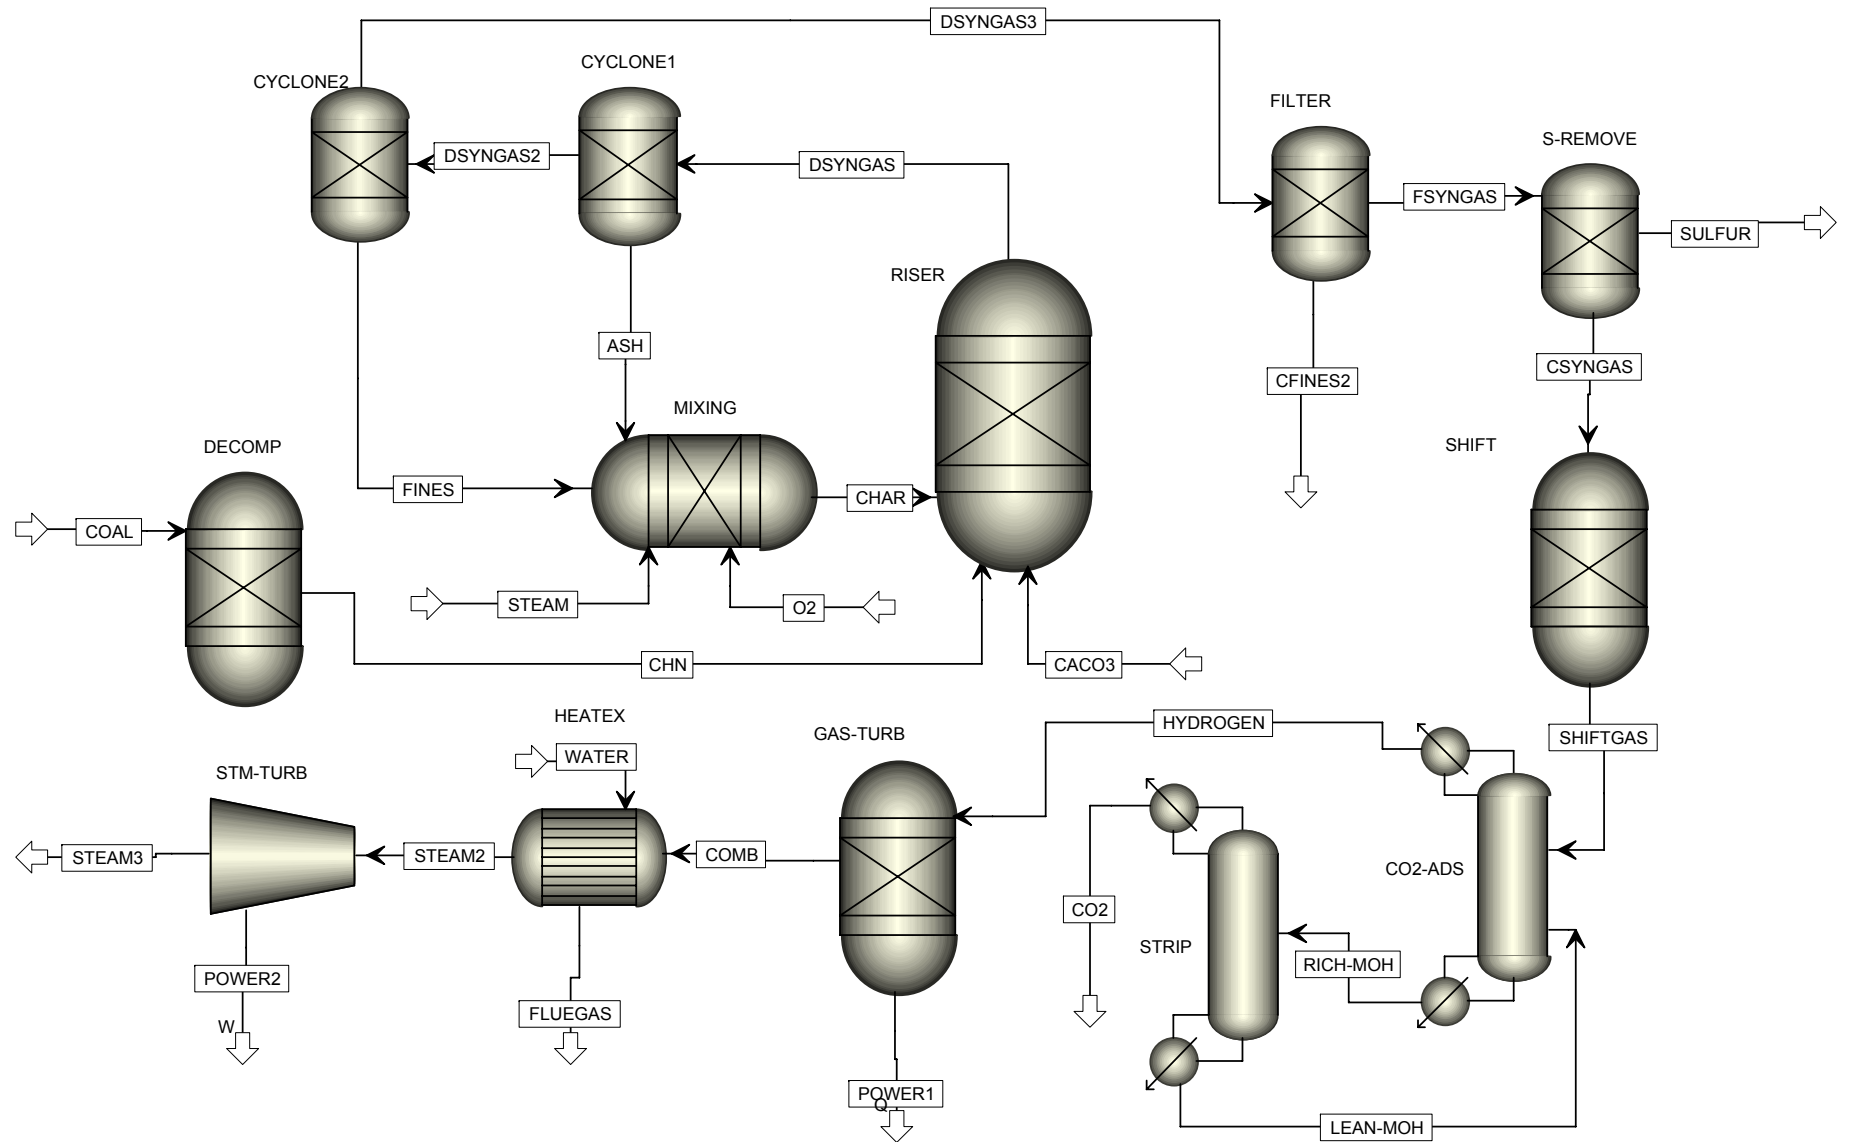 DSYNGAS3
CYCLONE1
CYCLONE2
FILTER
S-REMOVE
DSYNGAS2
DSYNGAS
FSYNGAS
SULFUR
RISER
ASH
CFINES2
CSYNGAS
MIXING
DECOMP
SHIFT
FINES
CHAR
COAL
STEAM
O2
CHN
CACO3
HEATEX
GAS-TURB
HYDROGEN
SHIFTGAS
WATER
STM-TURB
STEAM3
STEAM2
COMB
CO2-ADS
CO2
STRIP
RICH-MOH
POWER2
W
FLUEGAS
POWER1
Q
LEAN-MOH